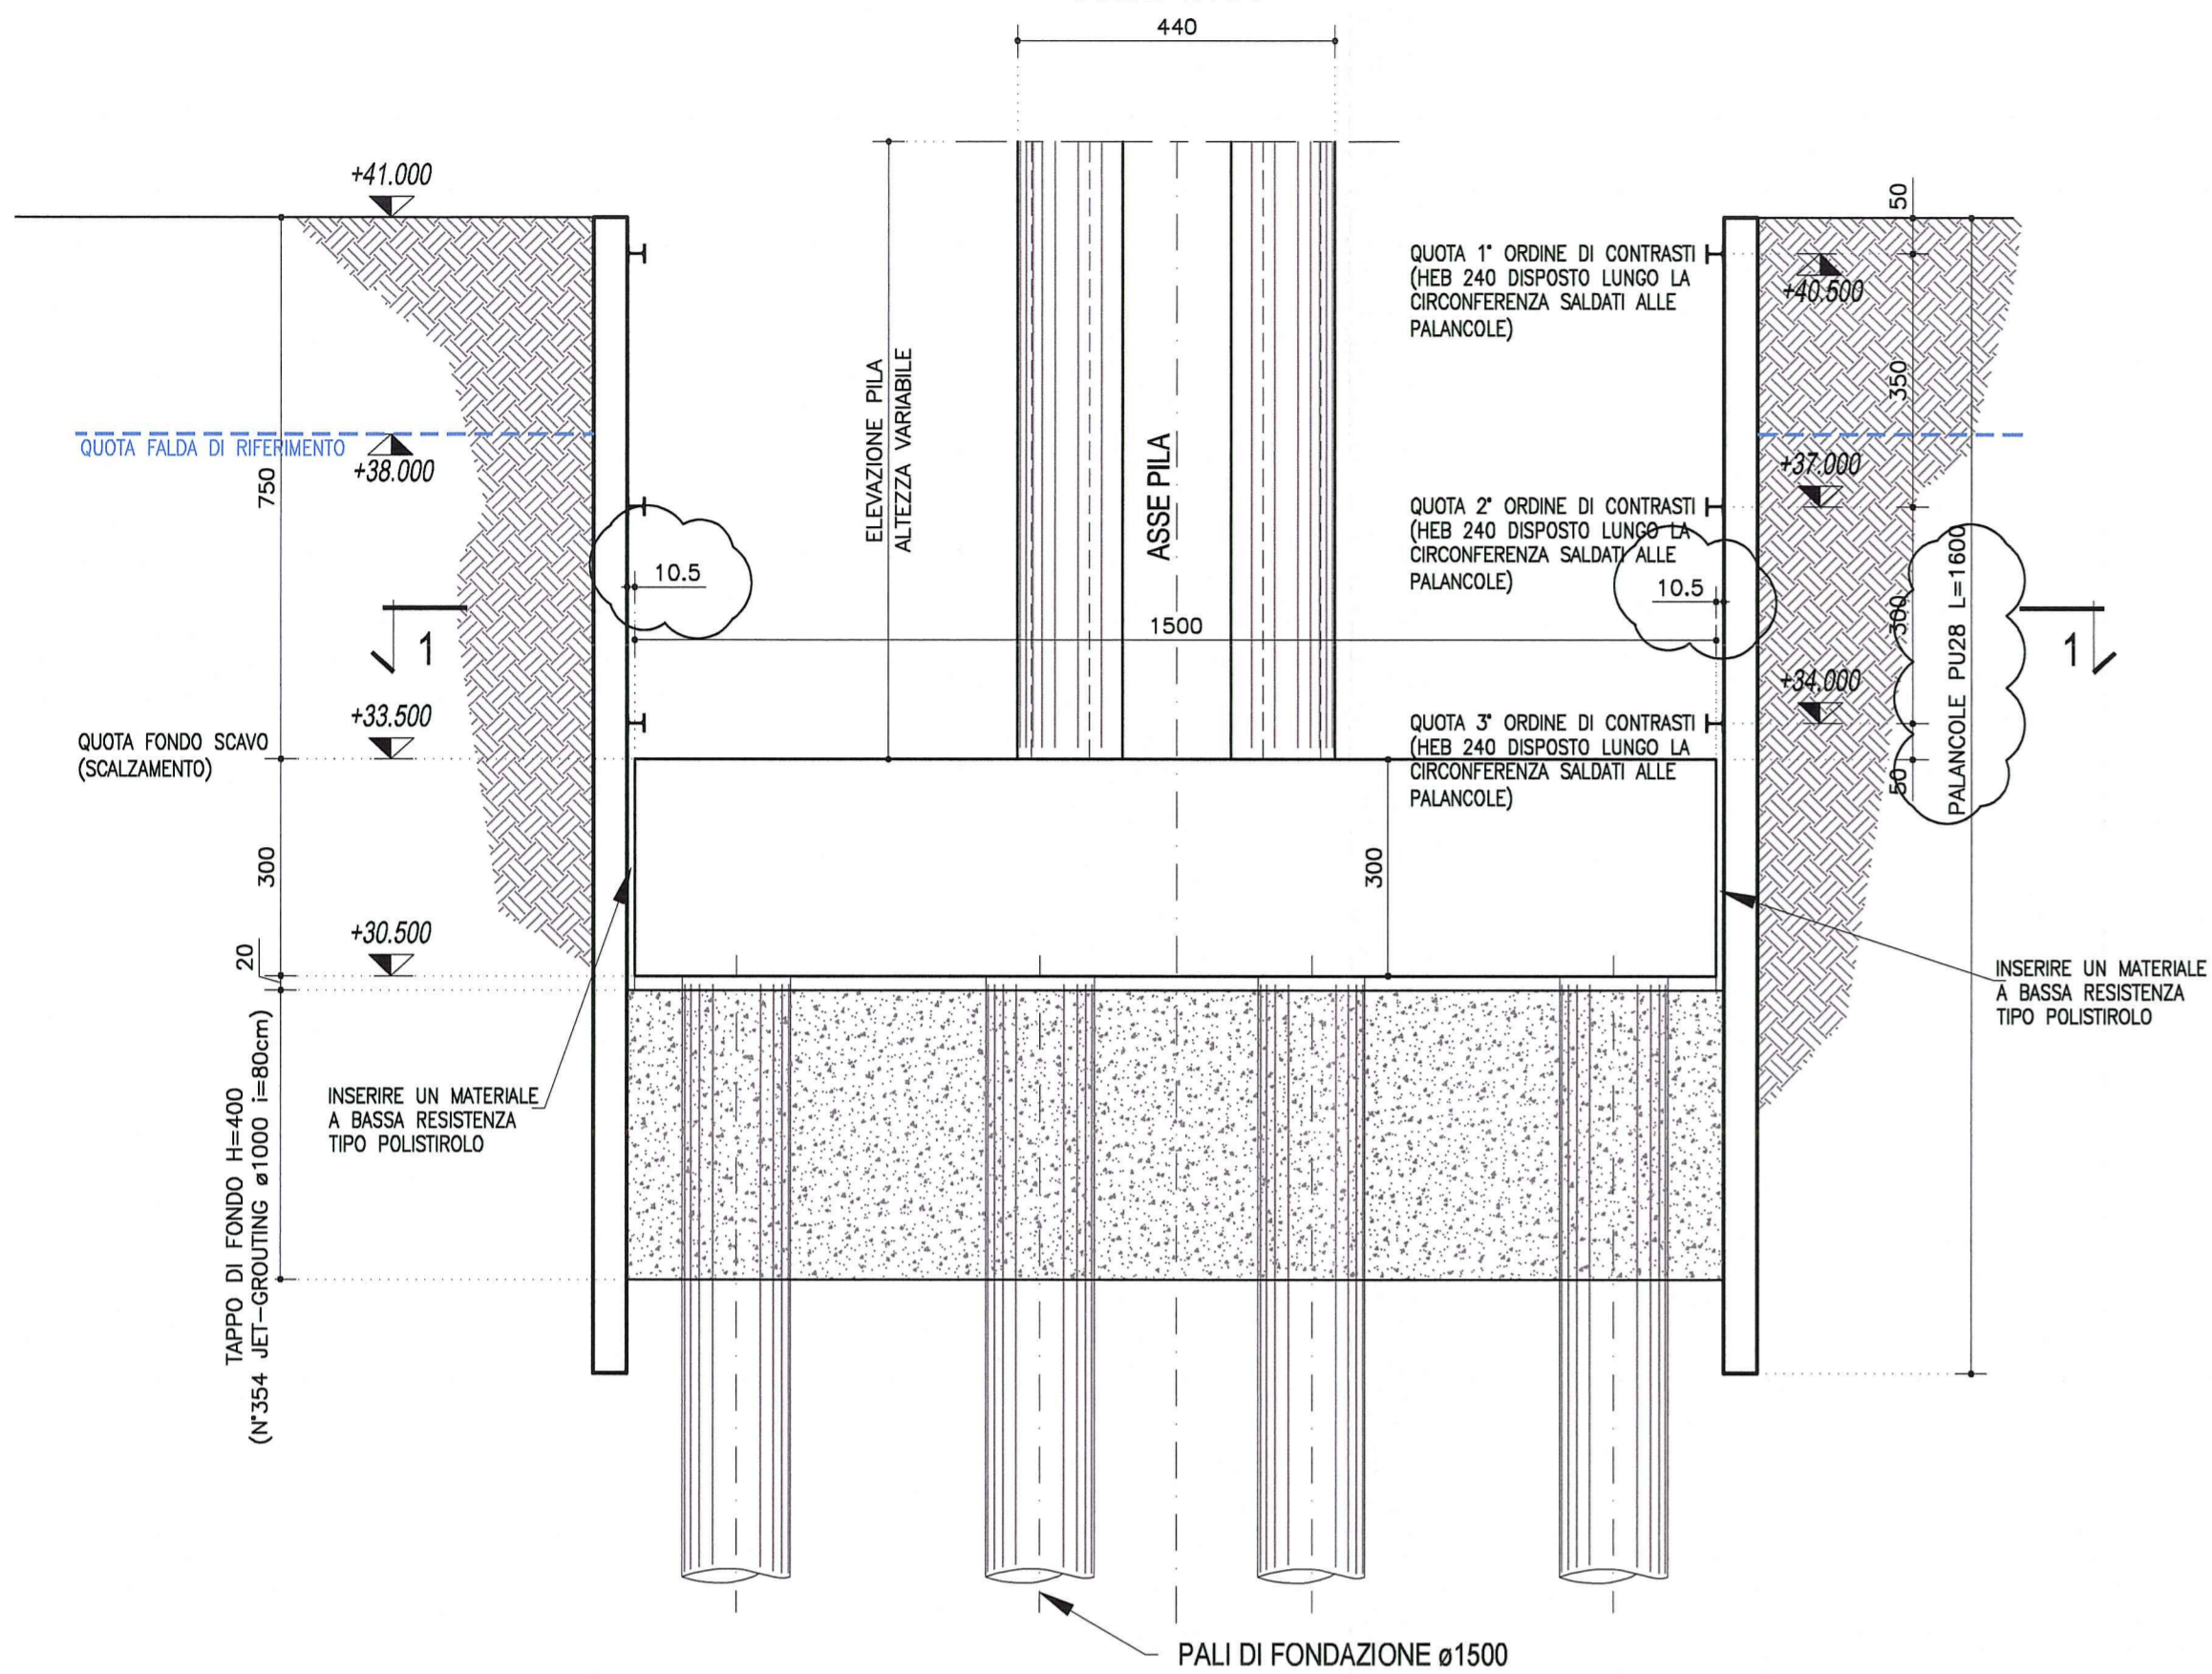 440
+41.000
50
QUOTA 1° ORDINE DI CONTRASTI
(HEB 240 DISPOSTO LUNGO LA
CIRCONFERENZA SALDATI ALLE
PALANCOLE)
+40.500
ELEVAZIONE PILA
ALTEZZA VARIABILE
350
QUOTA FALDA DI RIFERIMENTO
+38.000
750
ASSE PILA
+37.000
QUOTA 2° ORDINE DI CONTRASTI
(HEB 240 DISPOSTO LUNGO LA
CIRCONFERENZA SALDATI ALLE
PALANCOLE)
10.5
10.5
1500
300
PALANCOLE PU28 L=1600
1
1
+34.000
+33.500
QUOTA FONDO SCAVO
(SCALZAMENTO)
QUOTA 3° ORDINE DI CONTRASTI
(HEB 240 DISPOSTO LUNGO LA
CIRCONFERENZA SALDATI ALLE
PALANCOLE)
50
300
300
+30.500
20
INSERIRE UN MATERIALE
A BASSA RESISTENZA
TIPO POLISTIROLO
INSERIRE UN MATERIALE
A BASSA RESISTENZA
TIPO POLISTIROLO
TAPPO DI FONDO H=400
(N°354 JET-GROUTING ø1000 i=80cm)
PALI DI FONDAZIONE ø1500